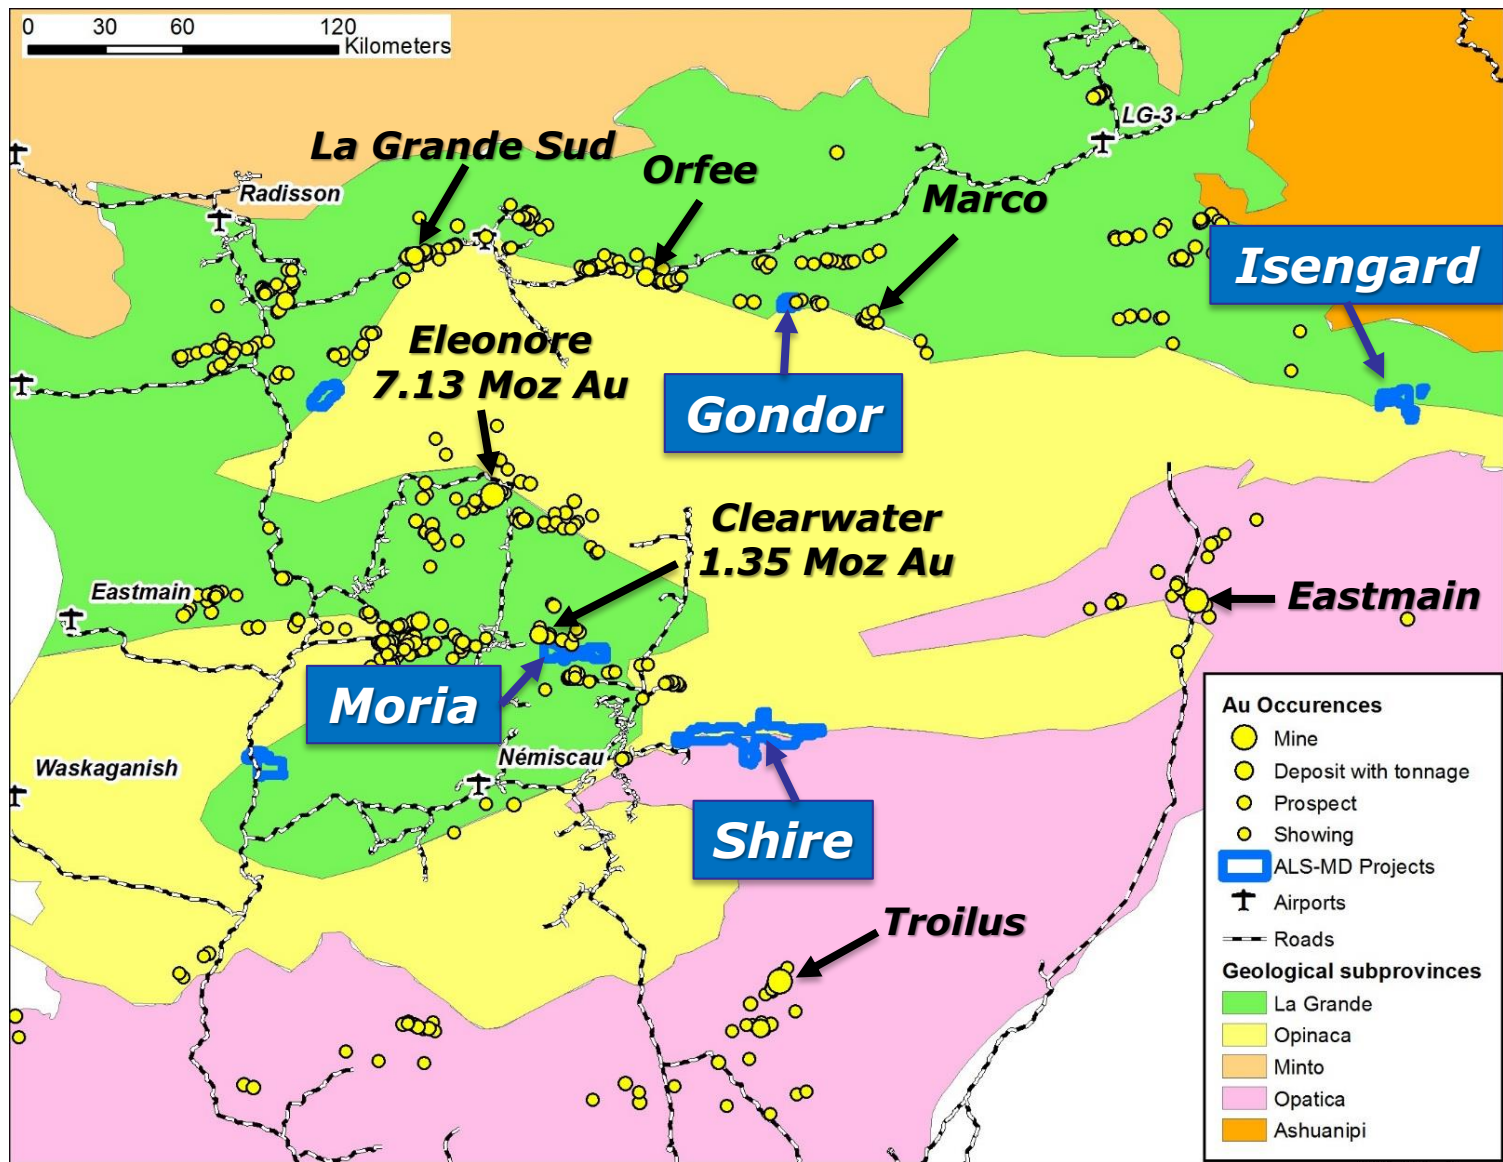 0 30 60 120
Kilometers
LG-3
La Grande Sud
Orfee
Radisson
Marco
Isengard
Eleonore
7.13 Moz Au
Gondor
Clearwater
1.35 Moz Au
Eastmain
Eastmain
Moria
Némiscau
Waskaganish
Shire
Troilus
Au Occurences
Mine
Deposit with tonnage
Prospect
Showing
ALS-MD Projects
Airports
Roads
Geological subprovinces
La Grande
Opinaca
Minto
Opatica
Ashuanipi